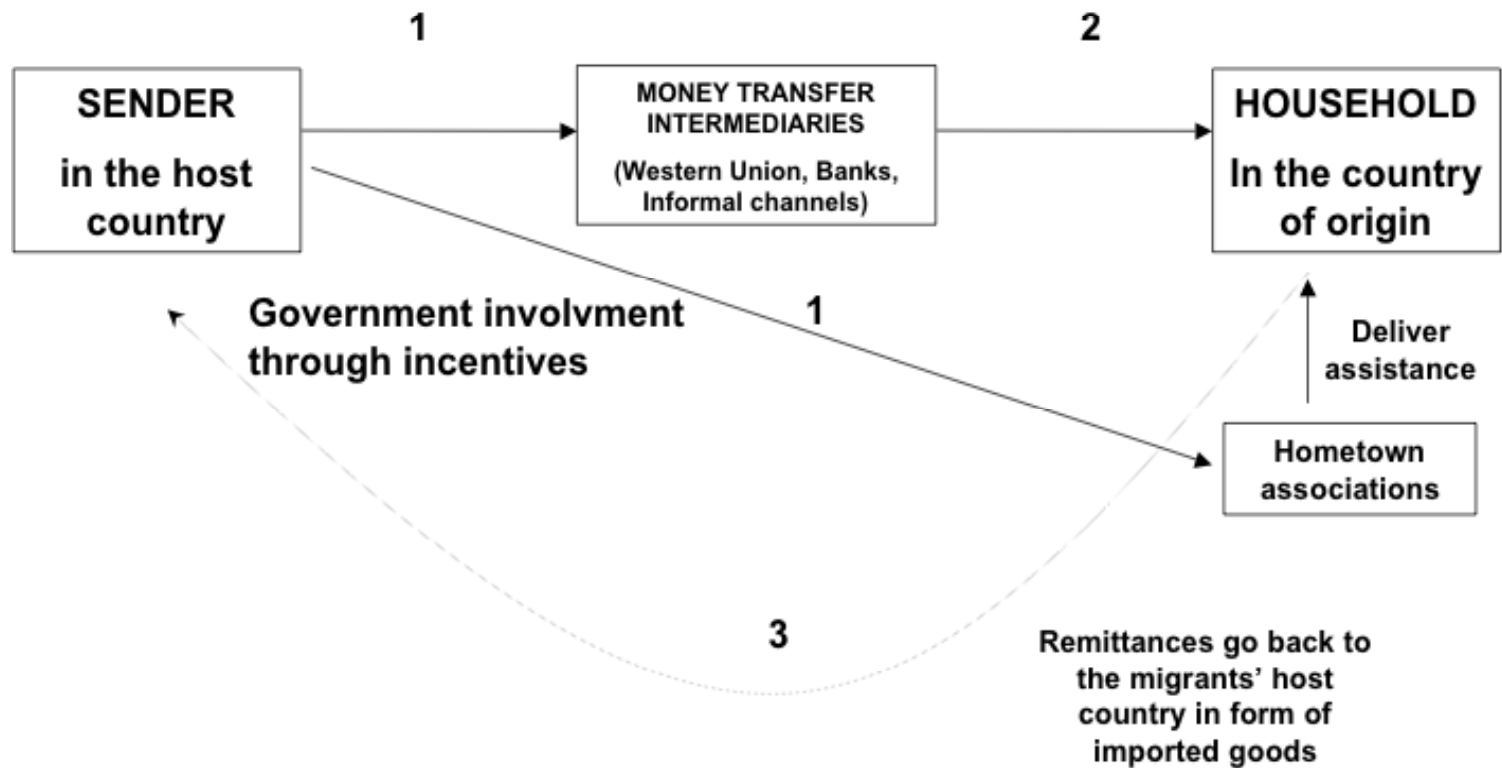 1
2
SENDER
in the host
country
MONEY TRANSFER
INTERMEDIARIES
(Western Union, Banks,
Informal channels)
HOUSEHOLD
In the country
of origin
Government involvment
through incentives
1
Deliver
assistance
Hometown
associations
3
Remittances go back to
the migrants’ host
country in form of
imported goods